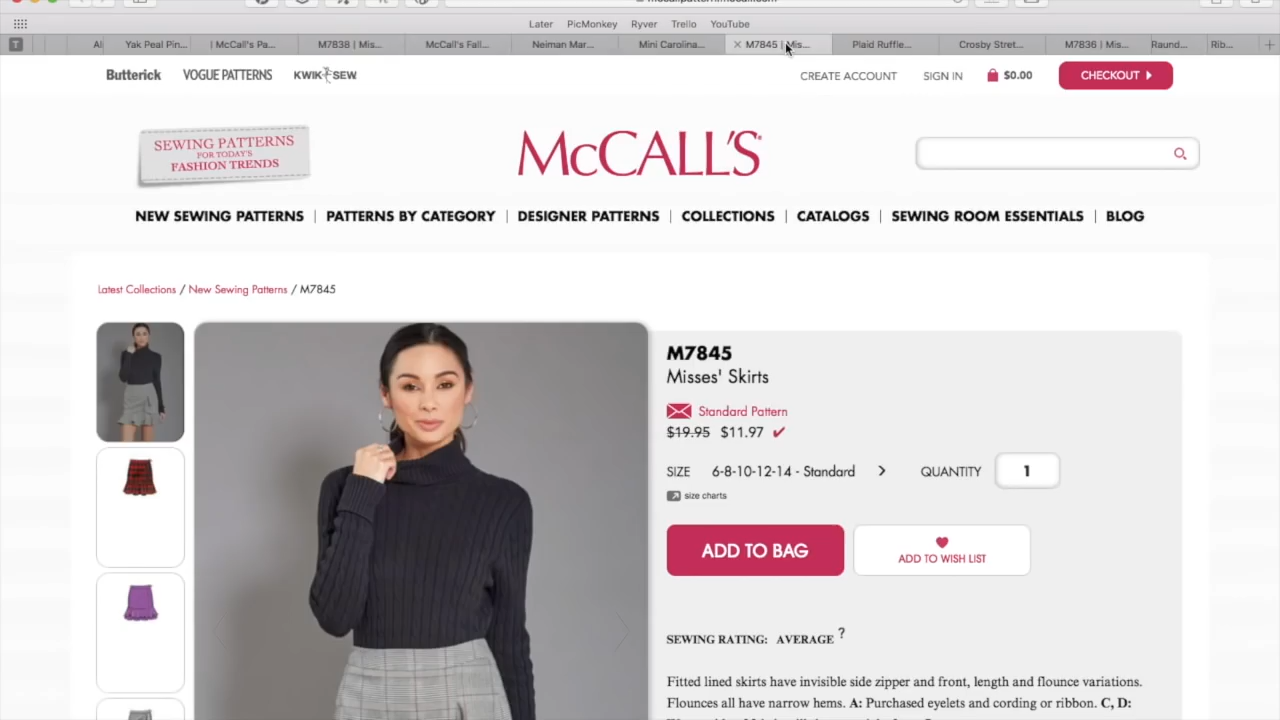 Later PicMonkey Ryver Trello YouTube
T Al Yak Peal Pin... | McCall's Pa... M7838 | Mis... McCall's Fall... Neiman Mar... Mini Carolina... × M7845 | Mis... Plaid Ruffle... Crosby Stret... M7836 | Mis... Raund... Rib... +
Butterick VOGUE PATTERNS KWIK SEW CREATE ACCOUNT SIGN IN $0.00 CHECKOUT
SEWING PATTERNS
FOR TODAY'S
FASHION TRENDS
McCALL'S
NEW SEWING PATTERNS | PATTERNS BY CATEGORY | DESIGNER PATTERNS | COLLECTIONS | CATALOGS | SEWING ROOM ESSENTIALS | BLOG
Latest Collections / New Sewing Patterns / M7845
M7845
Misses' Skirts
Standard Pattern
$19.95 $11.97
SIZE 6-8-10-12-14 - Standard QUANTITY 1
size charts
ADD TO BAG
ADD TO WISH LIST
SEWING RATING: AVERAGE ?
Fitted lined skirts have invisible side zipper and front, length and flounce variations.
Flounces all have narrow hems. A: Purchased eyelets and cording or ribbon. C, D: